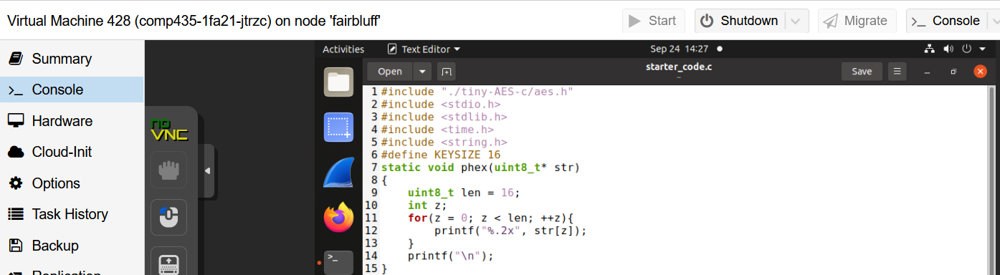 Virtual Machine 428 (comp435-1fa21-jtrzc) on node 'fairbluff'
Start
Shutdown
Migrate
>_ Console
Summary
>_ Console
Hardware
Cloud-Init
Options
Task History
Backup
Replication
no
VNC
Activities
Text Editor
Sep 24 14:27
Open
starter_code.c
~
Save
1 #include "./tiny-AES-c/aes.h"
2 #include <stdio.h>
3 #include <stdlib.h>
4 #include <time.h>
5 #include <string.h>
6 #define KEYSIZE 16
7 static void phex(uint8_t* str)
8 {
9     uint8_t len = 16;
10     int z;
11     for(z = 0; z < len; ++z){
12         printf("%.2x", str[z]);
13     }
14     printf("\n");
15 }